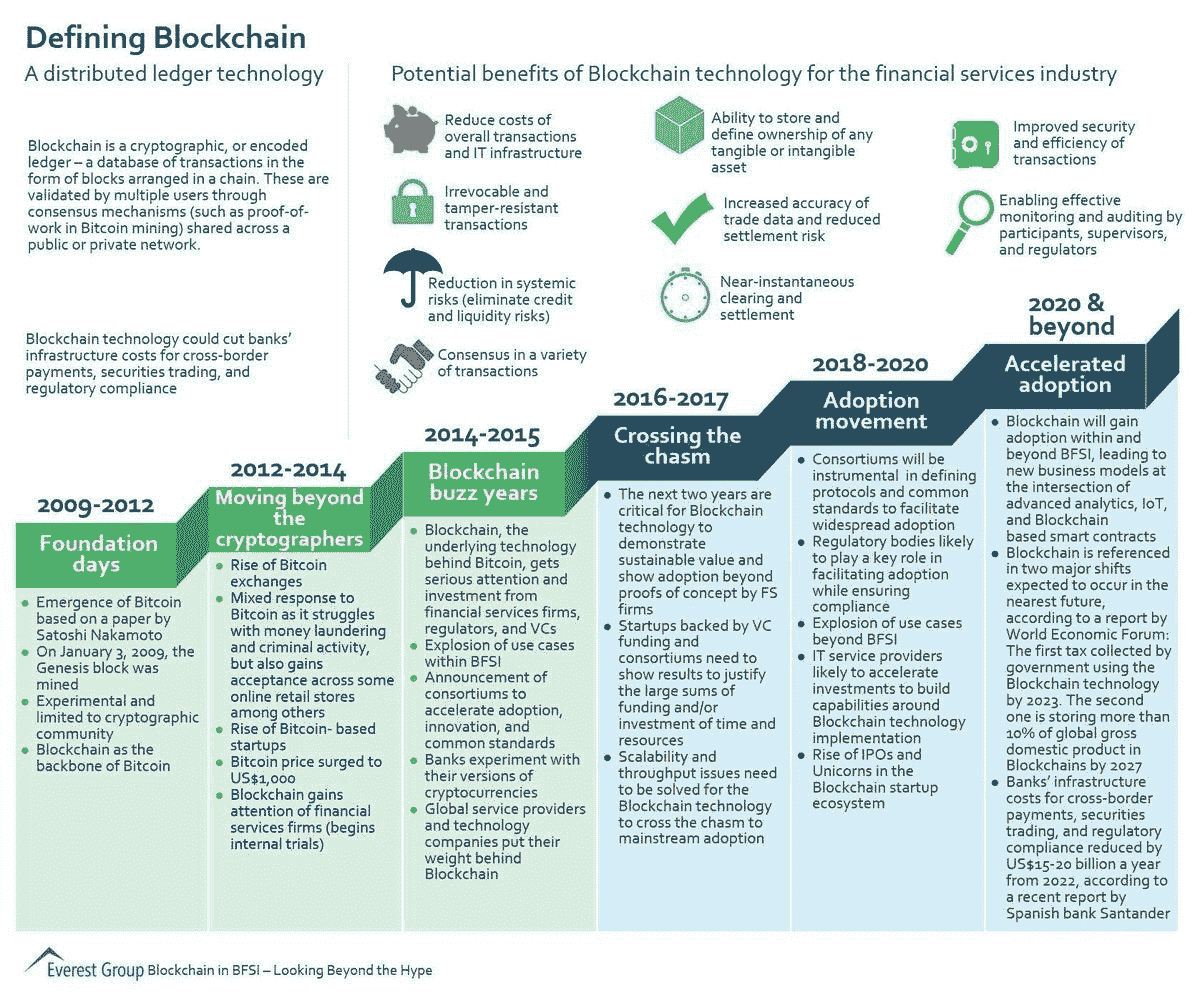 Defining Blockchain
A distributed ledger technology
Blockchain is a cryptographic, or encoded
ledger – a database of transactions in the
form of blocks arranged in a chain. These are
validated by multiple users through
consensus mechanisms (such as proof-of-
work in Bitcoin mining) shared across a
public or private network.
Blockchain technology could cut banks'
infrastructure costs for cross-border
payments, securities trading, and
regulatory compliance
Potential benefits of Blockchain technology for the financial services industry
Reduce costs of
overall transactions
and IT infrastructure
Irrevocable and
tamper-resistant
transactions
Reduction in systemic
risks (eliminate credit
and liquidity risks)
Consensus in a variety
of transactions
Ability to store and
define ownership of any
tangible or intangible
asset
Increased accuracy of
trade data and reduced
settlement risk
Near-instantaneous
clearing and
settlement
Improved security
and efficiency of
transactions
Enabling effective
monitoring and auditing by
participants, supervisors,
and regulators
2009-2012
Foundation
days
Emergence of Bitcoin
based on a paper by
Satoshi Nakamoto
On January 3, 2009, the
Genesis block was
mined
Experimental and
limited to cryptographic
community
Blockchain as the
backbone of Bitcoin
2012-2014
Moving beyond
the
cryptographers
Rise of Bitcoin
exchanges
Mixed response to
Bitcoin as it struggles
with money laundering
and criminal activity,
but also gains
acceptance across some
online retail stores
among others
Rise of Bitcoin- based
startups
Bitcoin price surged to
US$1,000
Blockchain gains
attention of financial
services firms (begins
internal trials)
2014-2015
Blockchain
buzz years
Blockchain, the
underlying technology
behind Bitcoin, gets
serious attention and
investment from
financial services firms,
regulators, and VCs
Explosion of use cases
within BFSI
Announcement of
consortiums to
accelerate adoption,
innovation, and
common standards
Banks experiment with
their versions of
cryptocurrencies
Global service providers
and technology
companies put their
weight behind
Blockchain
2016-2017
Crossing the
chasm
The next two years are
critical for Blockchain
technology to
demonstrate
sustainable value and
show adoption beyond
proofs of concept by FS
firms
Startups backed by VC
funding and
consortiums need to
show results to justify
the large sums of
funding and/or
investment of time and
resources
Scalability and
throughput issues need
to be solved for the
Blockchain technology
to cross the chasm to
mainstream adoption
2018-2020
Adoption
movement
Consortiums will be
instrumental in defining
protocols and common
standards to facilitate
widespread adoption
Regulatory bodies likely
to play a key role in
facilitating adoption
while ensuring
compliance
Explosion of use cases
beyond BFSI
IT service providers
likely to accelerate
investments to build
capabilities around
Blockchain technology
implementation
Rise of IPOs and
Unicorns in the
Blockchain startup
ecosystem
2020 &
beyond
Accelerated
adoption
Blockchain will gain
adoption within and
beyond BFSI, leading to
new business models at
the intersection of
advanced analytics, IoT,
and Blockchain
based smart contracts
Blockchain is referenced
in two major shifts
expected to occur in the
nearest future,
according to a report by
World Economic Forum:
The first tax collected by
government using the
Blockchain technology
by 2023. The second
one is storing more than
10% of global gross
domestic product in
Blockchains by 2027
Banks' infrastructure
costs for cross-border
payments, securities
trading, and regulatory
compliance reduced by
US$15-20 billion a year
from 2022, according to
a recent report by
Spanish bank Santander
Everest Group Blockchain in BFSI – Looking Beyond the Hype